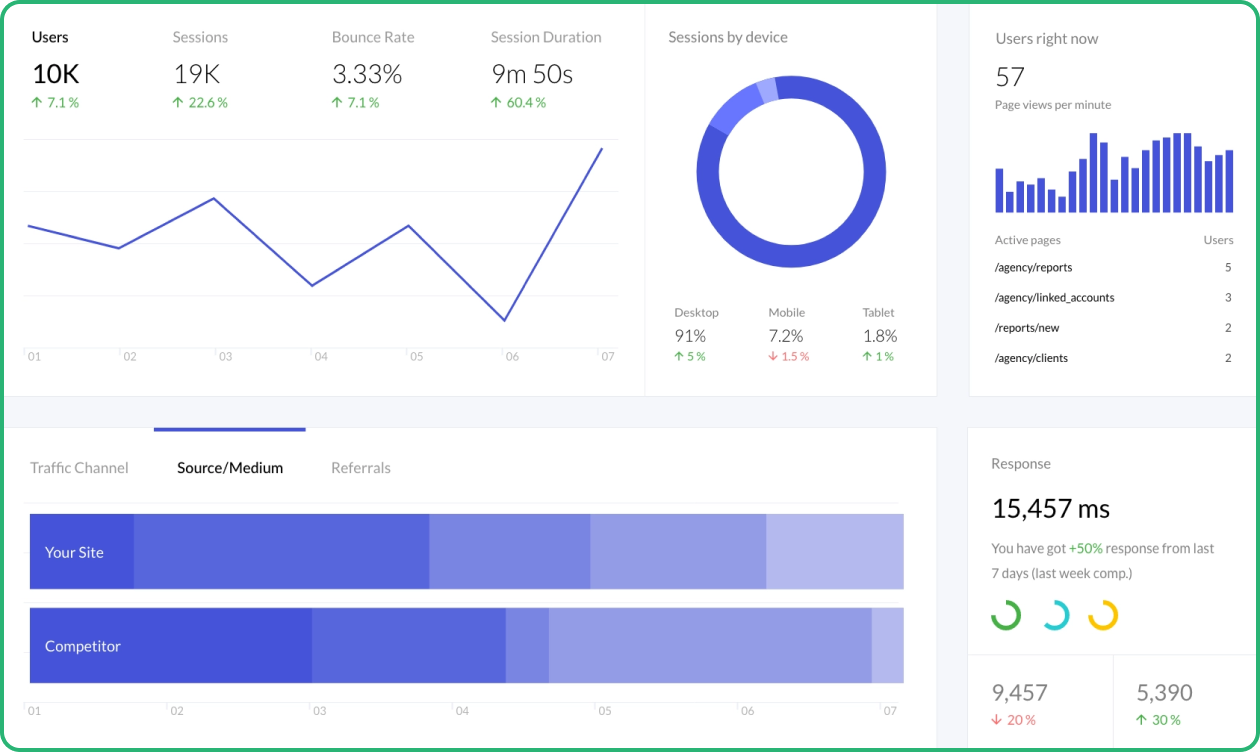 Users Sessions Bounce Rate Session Duration
10K 19K 3.33% 9m 50s
↑ 7.1 % ↑ 22.6 % ↑ 7.1 % ↑ 60.4 %
01 02 03 04 05 06 07
Sessions by device
Desktop Mobile Tablet
91% 7.2% 1.8%
↑ 5 % ↓ 1.5 % ↑ 1 %
Users right now
57
Page views per minute
Active pages Users
/agency/reports 5
/agency/linked_accounts 3
/reports/new 2
/agency/clients 2
Traffic Channel Source/Medium Referrals
Your Site
Competitor
01 02 03 04 05 06 07
Response
15,457 ms
You have got +50% response from last
7 days (last week comp.)
9,457 5,390
↓ 20 % ↑ 30 %